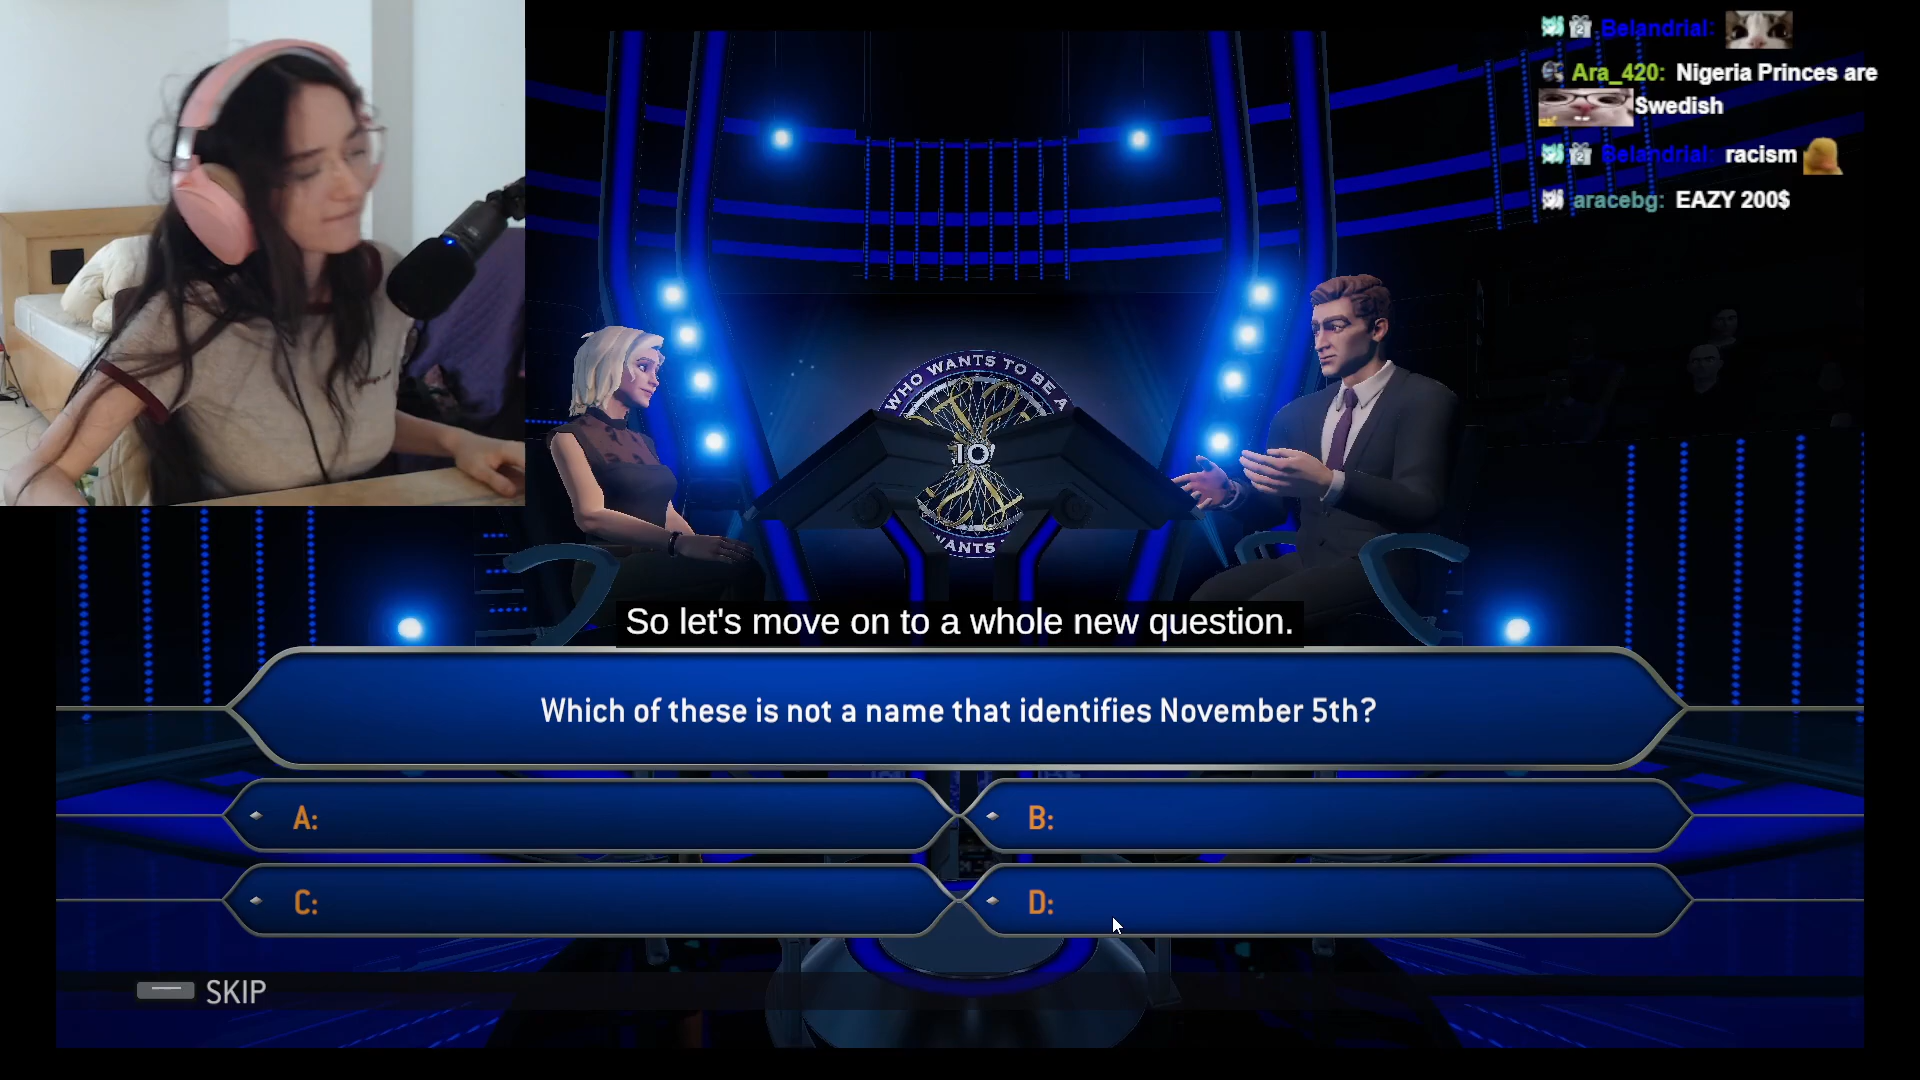 Belandrial:
Ara_420: Nigeria Princes are
Swedish
Belandrial: racism
aracebg: EAZY 200$
WHO WANTS TO BE A
WANTS
So let's move on to a whole new question.
Which of these is not a name that identifies November 5th?
A:
B:
C:
D:
SKIP